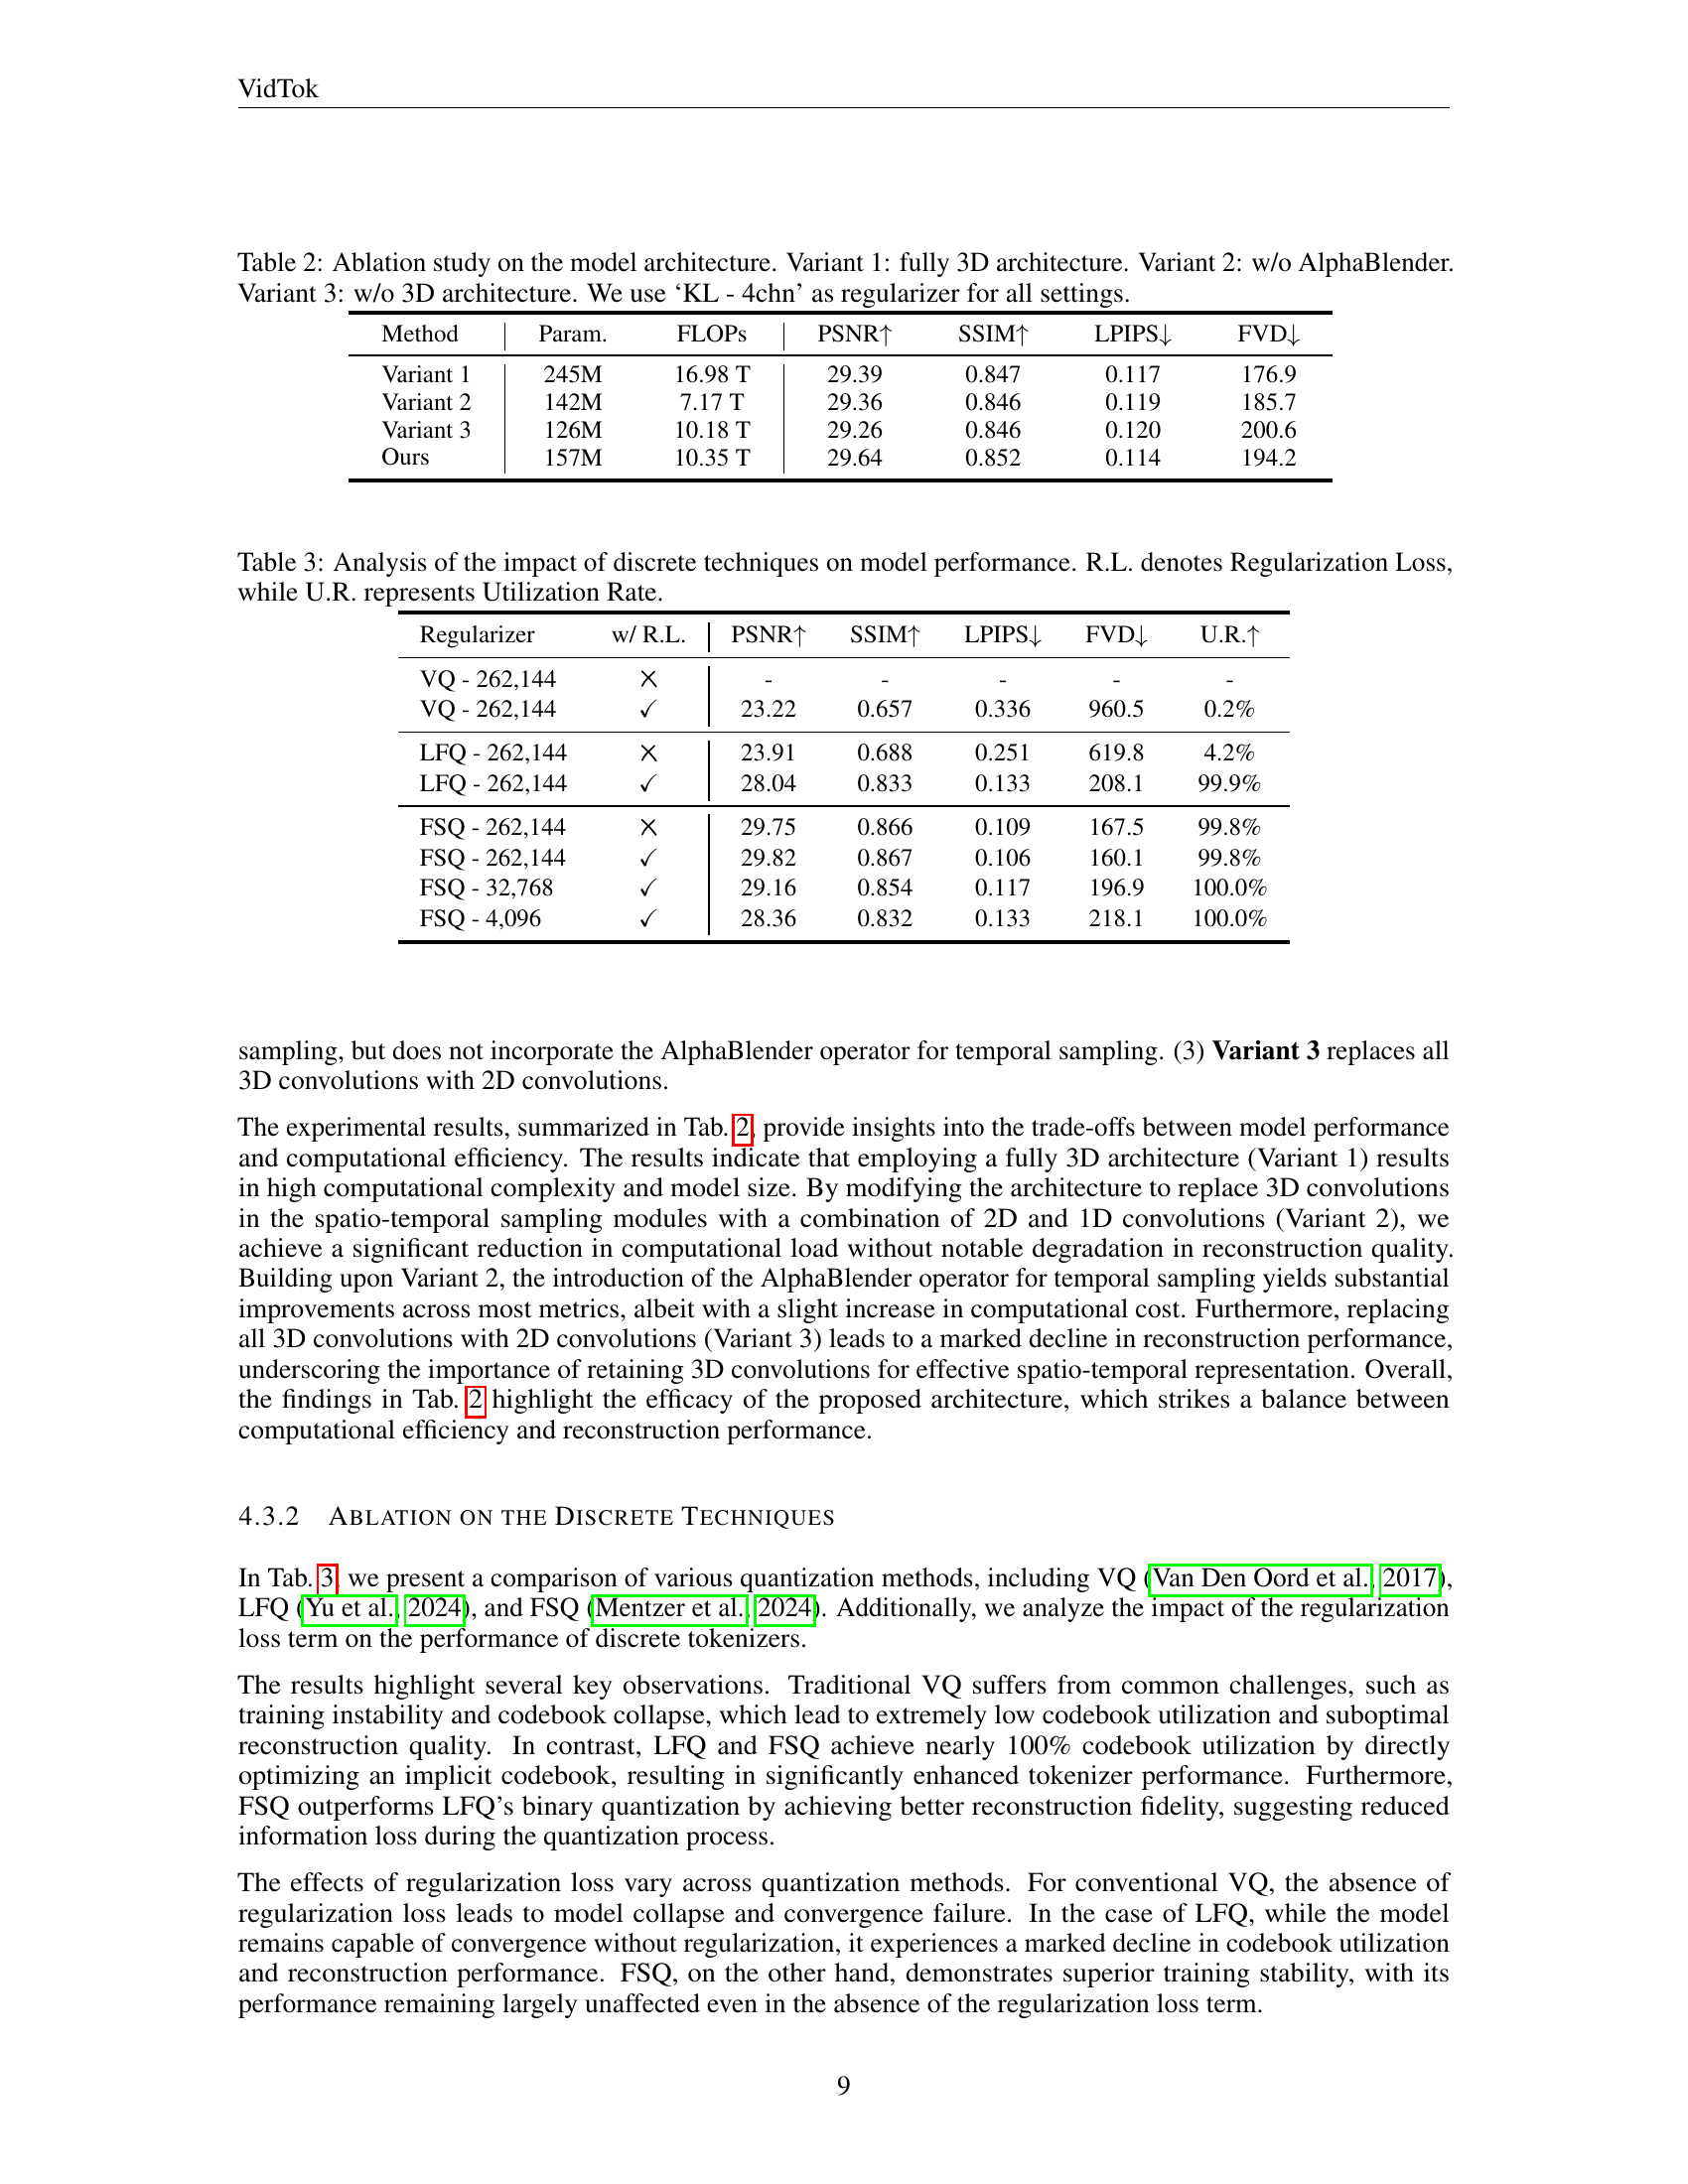 VidTok
Table 2: Ablation study on the model architecture. Variant 1: fully 3D architecture. Variant 2: w/o AlphaBlender.
Variant 3: w/o 3D architecture. We use ‘KL - 4chn’ as regularizer for all settings.
Method Param. FLOPs PSNR↑ SSIM↑ LPIPS↓ FVD↓
Variant 1 245M 16.98 T 29.39 0.847 0.117 176.9
Variant 2 142M 7.17 T 29.36 0.846 0.119 185.7
Variant 3 126M 10.18 T 29.26 0.846 0.120 200.6
Ours 157M 10.35 T 29.64 0.852 0.114 194.2
Table 3: Analysis of the impact of discrete techniques on model performance. R.L. denotes Regularization Loss,
while U.R. represents Utilization Rate.
Regularizer w/ R.L. PSNR↑ SSIM↑ LPIPS↓ FVD↓ U.R.↑
VQ - 262,144 ✗ - - - - -
VQ - 262,144 ✓ 23.22 0.657 0.336 960.5 0.2%
LFQ - 262,144 ✗ 23.91 0.688 0.251 619.8 4.2%
LFQ - 262,144 ✓ 28.04 0.833 0.133 208.1 99.9%
FSQ - 262,144 ✗ 29.75 0.866 0.109 167.5 99.8%
FSQ - 262,144 ✓ 29.82 0.867 0.106 160.1 99.8%
FSQ - 32,768 ✓ 29.16 0.854 0.117 196.9 100.0%
FSQ - 4,096 ✓ 28.36 0.832 0.133 218.1 100.0%
sampling, but does not incorporate the AlphaBlender operator for temporal sampling. (3) Variant 3 replaces all
3D convolutions with 2D convolutions.
The experimental results, summarized in Tab. 2, provide insights into the trade-offs between model performance
and computational efficiency. The results indicate that employing a fully 3D architecture (Variant 1) results
in high computational complexity and model size. By modifying the architecture to replace 3D convolutions
in the spatio-temporal sampling modules with a combination of 2D and 1D convolutions (Variant 2), we
achieve a significant reduction in computational load without notable degradation in reconstruction quality.
Building upon Variant 2, the introduction of the AlphaBlender operator for temporal sampling yields substantial
improvements across most metrics, albeit with a slight increase in computational cost. Furthermore, replacing
all 3D convolutions with 2D convolutions (Variant 3) leads to a marked decline in reconstruction performance,
underscoring the importance of retaining 3D convolutions for effective spatio-temporal representation. Overall,
the findings in Tab. 2 highlight the efficacy of the proposed architecture, which strikes a balance between
computational efficiency and reconstruction performance.
4.3.2 ABLATION ON THE DISCRETE TECHNIQUES
In Tab. 3, we present a comparison of various quantization methods, including VQ (Van Den Oord et al., 2017),
LFQ (Yu et al., 2024), and FSQ (Mentzer et al., 2024). Additionally, we analyze the impact of the regularization
loss term on the performance of discrete tokenizers.
The results highlight several key observations. Traditional VQ suffers from common challenges, such as
training instability and codebook collapse, which lead to extremely low codebook utilization and suboptimal
reconstruction quality. In contrast, LFQ and FSQ achieve nearly 100% codebook utilization by directly
optimizing an implicit codebook, resulting in significantly enhanced tokenizer performance. Furthermore,
FSQ outperforms LFQ’s binary quantization by achieving better reconstruction fidelity, suggesting reduced
information loss during the quantization process.
The effects of regularization loss vary across quantization methods. For conventional VQ, the absence of
regularization loss leads to model collapse and convergence failure. In the case of LFQ, while the model
remains capable of convergence without regularization, it experiences a marked decline in codebook utilization
and reconstruction performance. FSQ, on the other hand, demonstrates superior training stability, with its
performance remaining largely unaffected even in the absence of the regularization loss term.
9